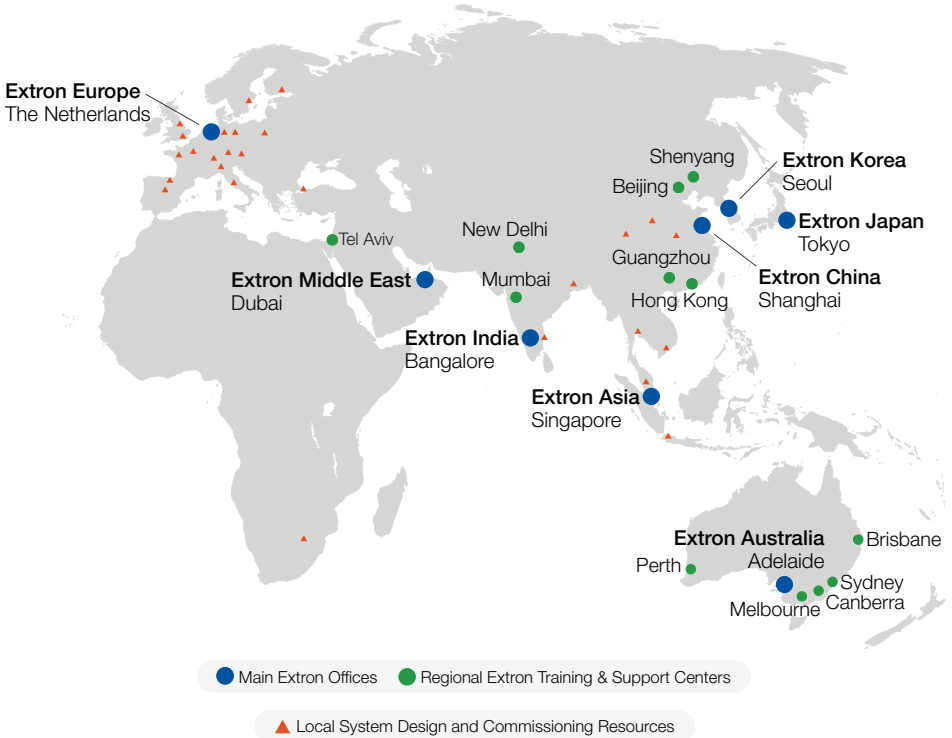 Extron Europe
The Netherlands
Shenyang
Beijing
Extron Korea
Seoul
Extron Japan
Tokyo
Tel Aviv
New Delhi
Guangzhou
Extron Middle East
Dubai
Mumbai
Hong Kong
Extron China
Shanghai
Extron India
Bangalore
Extron Asia
Singapore
Extron Australia
Adelaide
Brisbane
Perth
Sydney
Canberra
Melbourne
Main Extron Offices
Regional Extron Training & Support Centers
Local System Design and Commissioning Resources